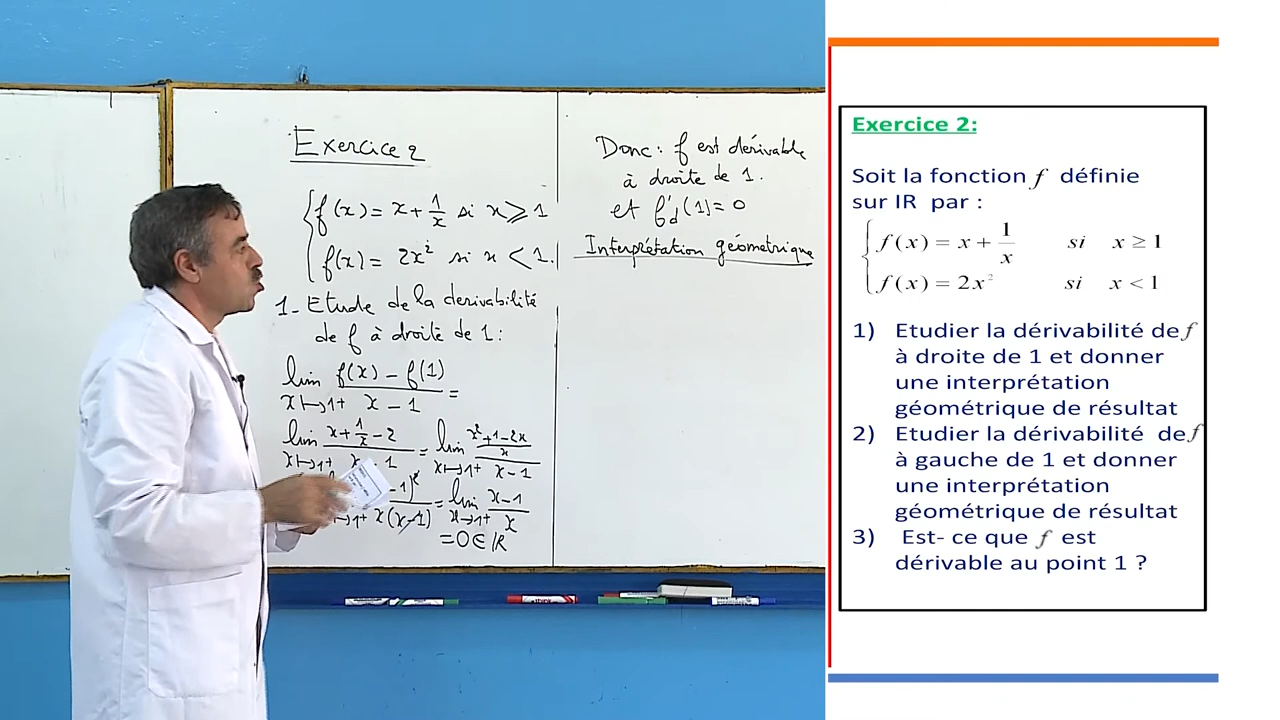 Exercice 2
f(x) = x + 1/x si x ⩾ 1
f(x) = 2x² si x < 1.
1- Etude de la derivabilité
de f à droite de 1 :
lim x↦1+ f(x) - f(1) / x - 1 =
lim x↦1+ x + 1/x - 2 / x - 1 = lim x↦1+ x²+1-2x / x / x - 1
-1)² / x(x-1) = lim x→1+ x-1 / x
= 0 ∈ IR
Donc : f est dérivable
à droite de 1.
et f'd (1) = 0
Interprétation géométrique
Exercice 2:
Soit la fonction f définie
sur IR par :
f(x) = x + 1/x si x ≥ 1
f(x) = 2x² si x < 1
1) Etudier la dérivabilité de f
à droite de 1 et donner
une interprétation
géométrique de résultat
2) Etudier la dérivabilité de f
à gauche de 1 et donner
une interprétation
géométrique de résultat
3) Est- ce que f est
dérivable au point 1 ?